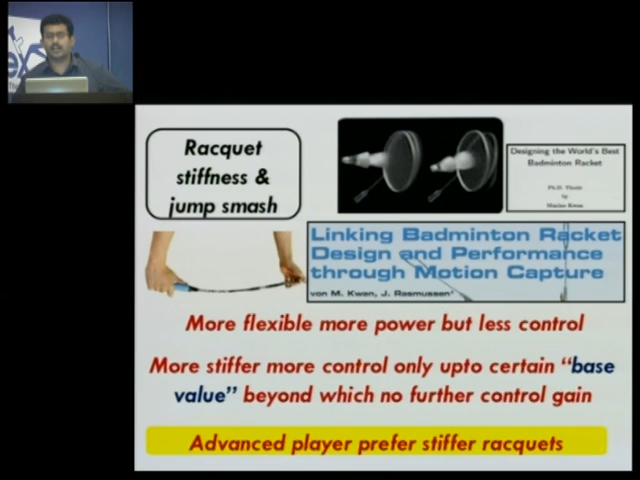 Racquet
stiffness &
jump smash
Designing the World's Best
Badminton Racket
Ph.D. Thesis
by
Maxine Kwan
Linking Badminton Racket
Design and Performance
through Motion Capture
von M. Kwan, J. Rasmussen
More flexible more power but less control
More stiffer more control only upto certain “base
value” beyond which no further control gain
Advanced player prefer stiffer racquets